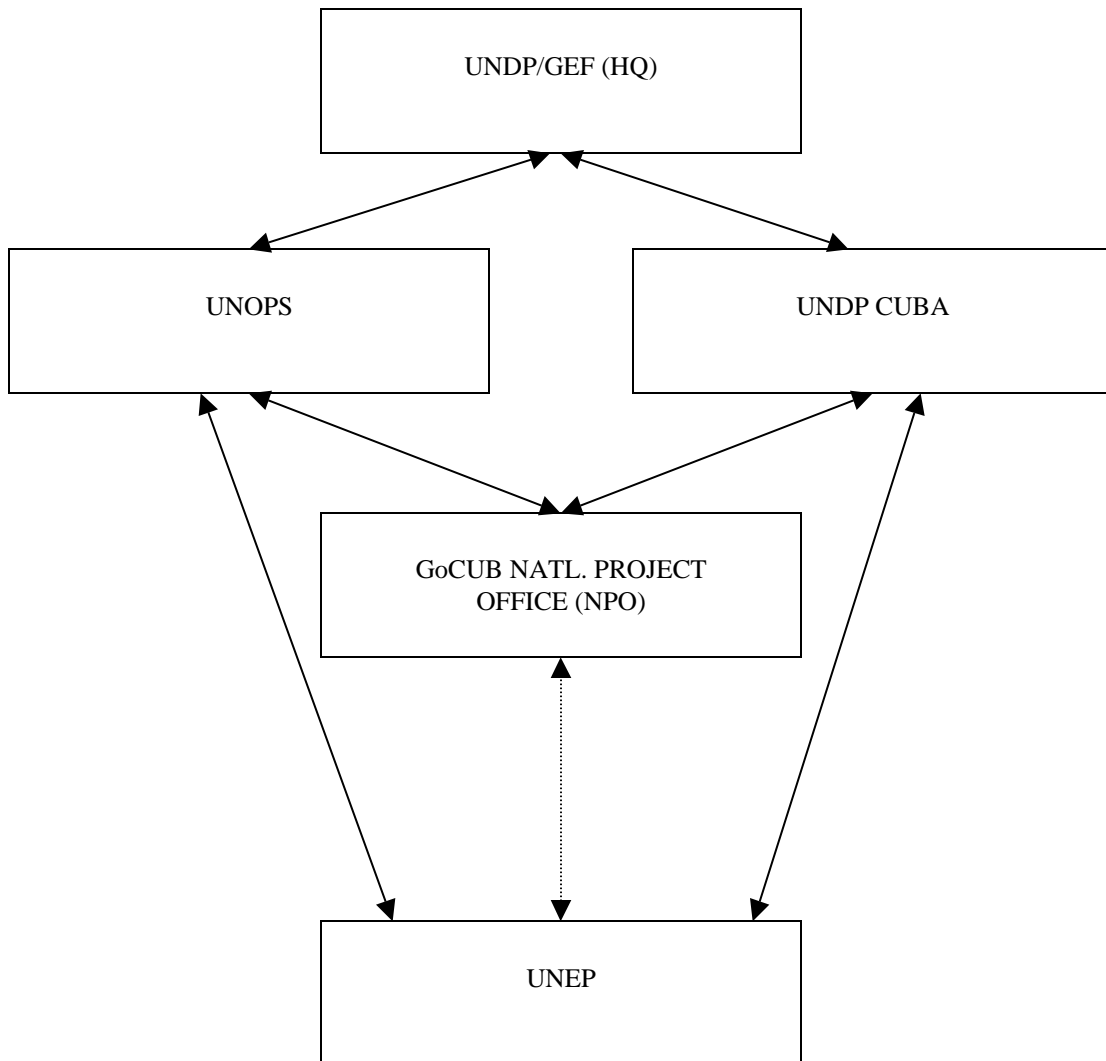 UNDP/GEF (HQ)
UNOPS
UNDP CUBA
GoCUB NATL. PROJECT
OFFICE (NPO)
UNEP